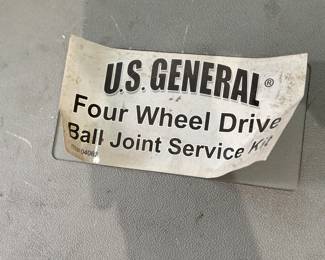 U.S. GENERAL®
Four Wheel Drive
Ball Joint Service Kit